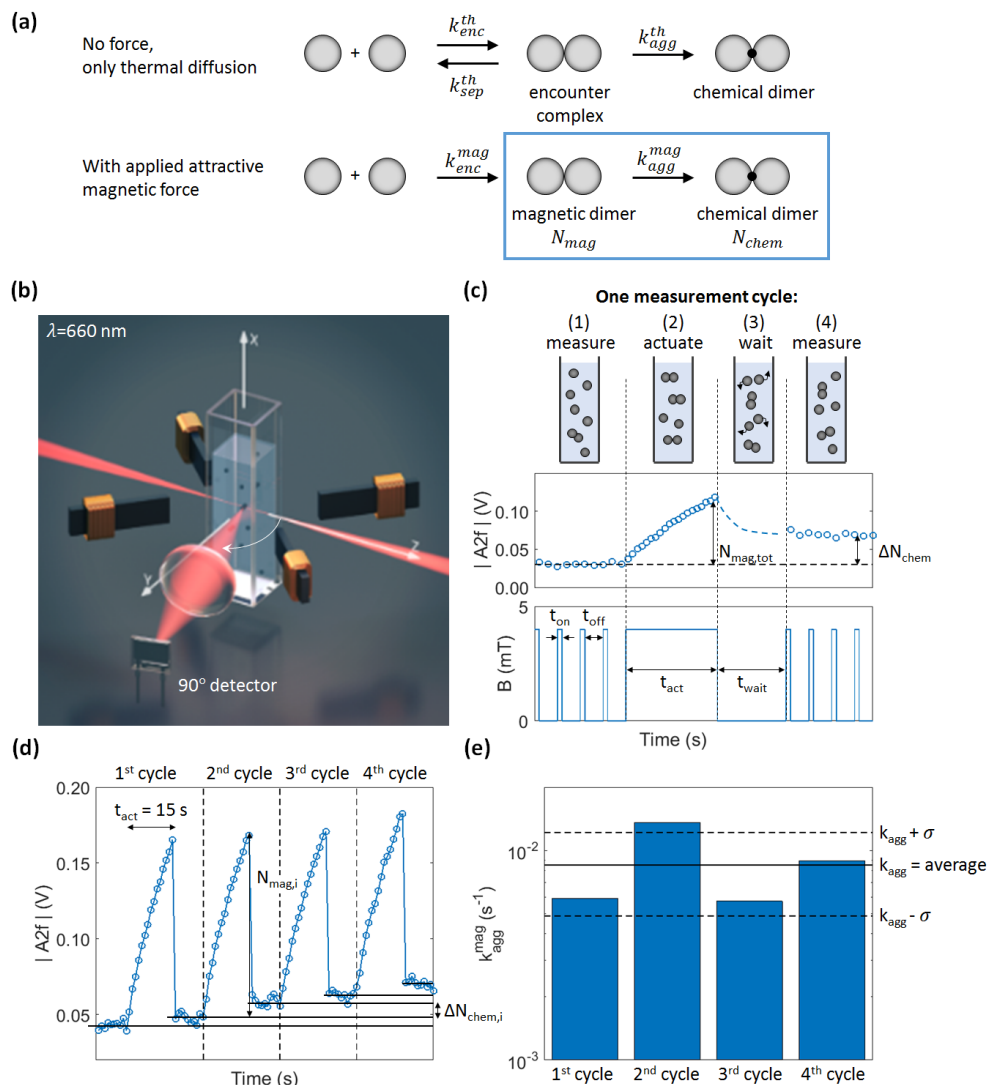 (a)
No force,
only thermal diffusion
+
k_enc^th
k_sep^th
k_agg^th
encounter
complex
chemical dimer
With applied attractive
magnetic force
+
k_enc^mag
k_agg^mag
magnetic dimer
N_mag
chemical dimer
N_chem
(b)
λ=660 nm
X
Y
Z
90° detector
(c)
One measurement cycle:
(1) (2) (3) (4)
measure actuate wait measure
| A2f | (V)
0.10
0.05
0.00
N_mag,tot
ΔN_chem
B (mT)
5
0
t_on
t_off
t_act
t_wait
Time (s)
(d)
1st cycle 2nd cycle 3rd cycle 4th cycle
| A2f | (V)
0.20
0.15
0.10
0.05
t_act = 15 s
N_mag,i
ΔN_chem,i
Time (s)
(e)
k_agg^mag (s^-1)
10^-2
10^-3
k_agg + σ
k_agg = average
k_agg - σ
1st cycle 2nd cycle 3rd cycle 4th cycle